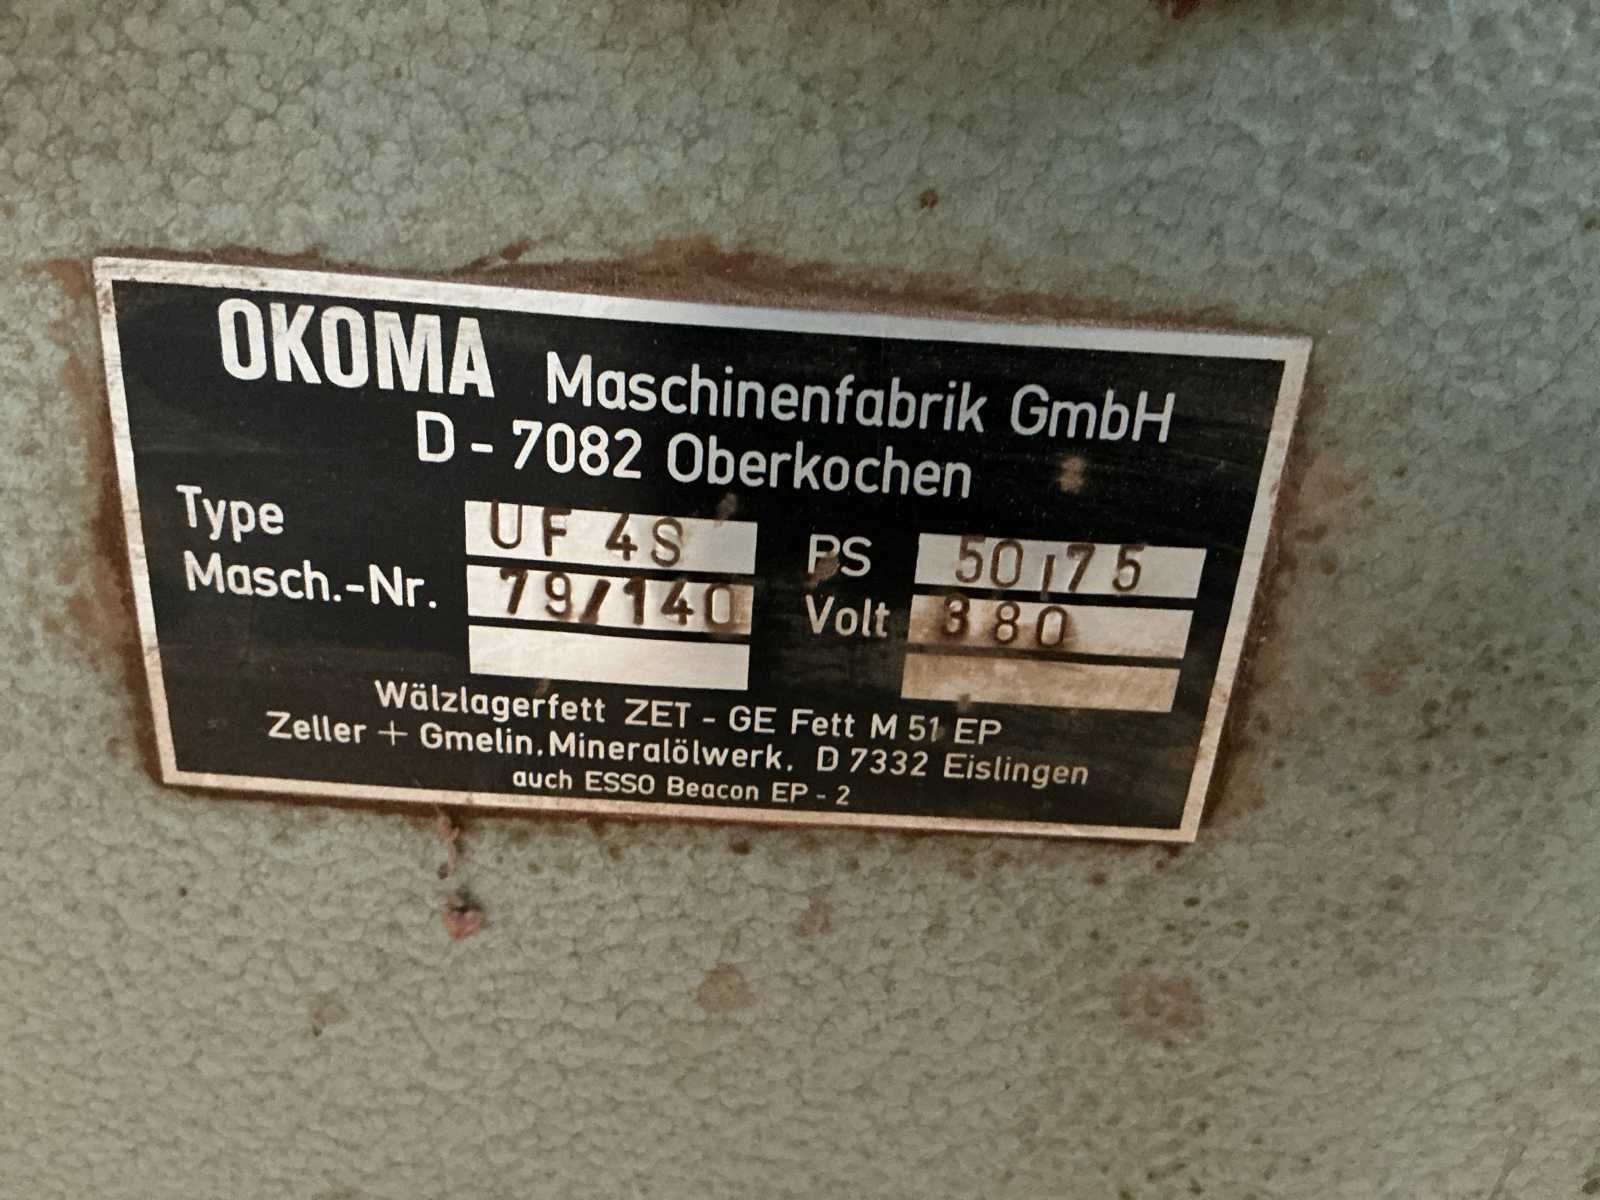 OKOMA Maschinenfabrik GmbH
D - 7082 Oberkochen
Type UF 4S PS 50/75
Masch.-Nr. 79/140 Volt 380
Wälzlagerfett ZET - GE Fett M 51 EP
Zeller + Gmelin. Mineralölwerk. D 7332 Eislingen
auch ESSO Beacon EP - 2